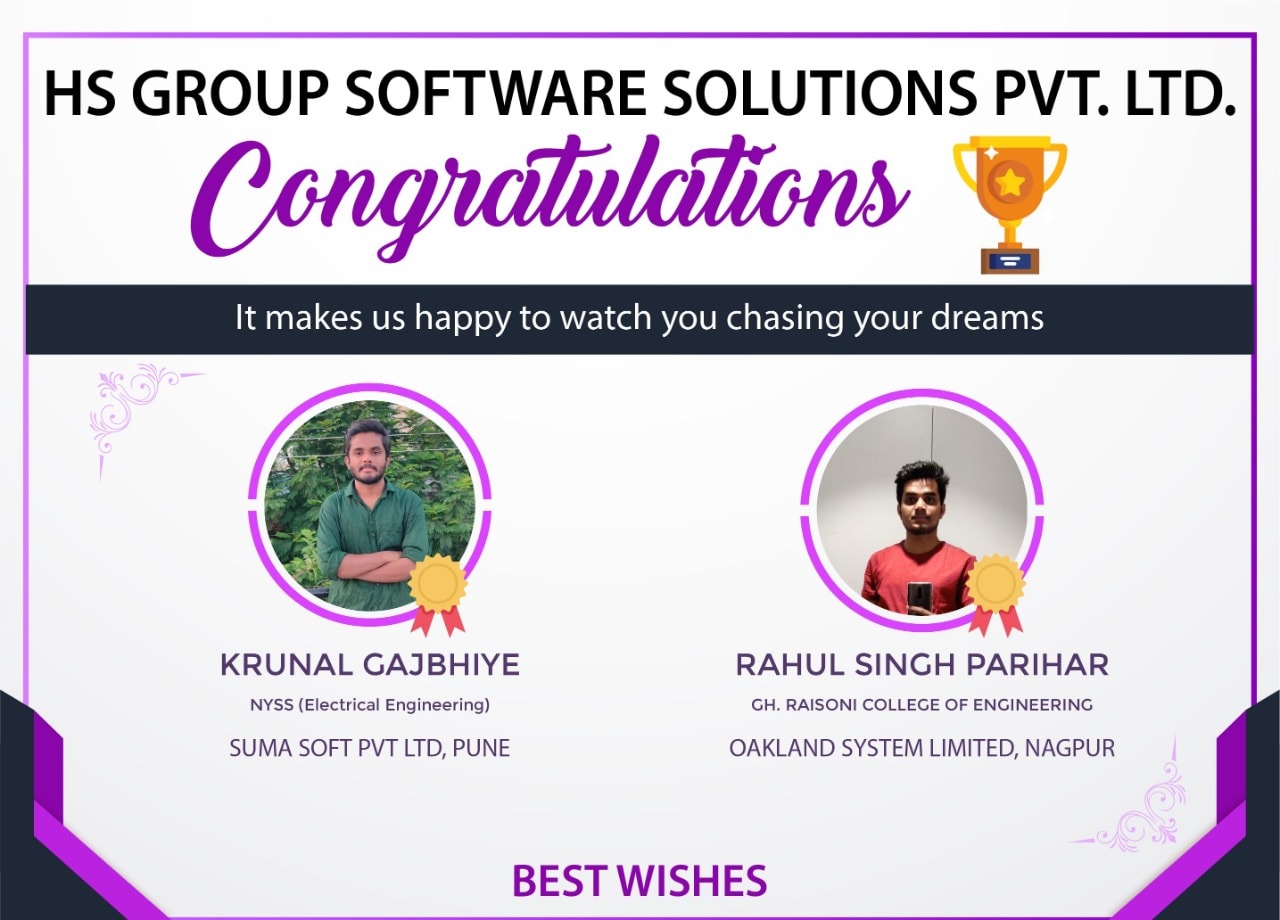 HS GROUP SOFTWARE SOLUTIONS PVT. LTD.
Congratulations
It makes us happy to watch you chasing your dreams
KRUNAL GAJBHIYE
NYSS (Electrical Engineering)
SUMA SOFT PVT LTD, PUNE
RAHUL SINGH PARIHAR
GH. RAISONI COLLEGE OF ENGINEERING
OAKLAND SYSTEM LIMITED, NAGPUR
BEST WISHES